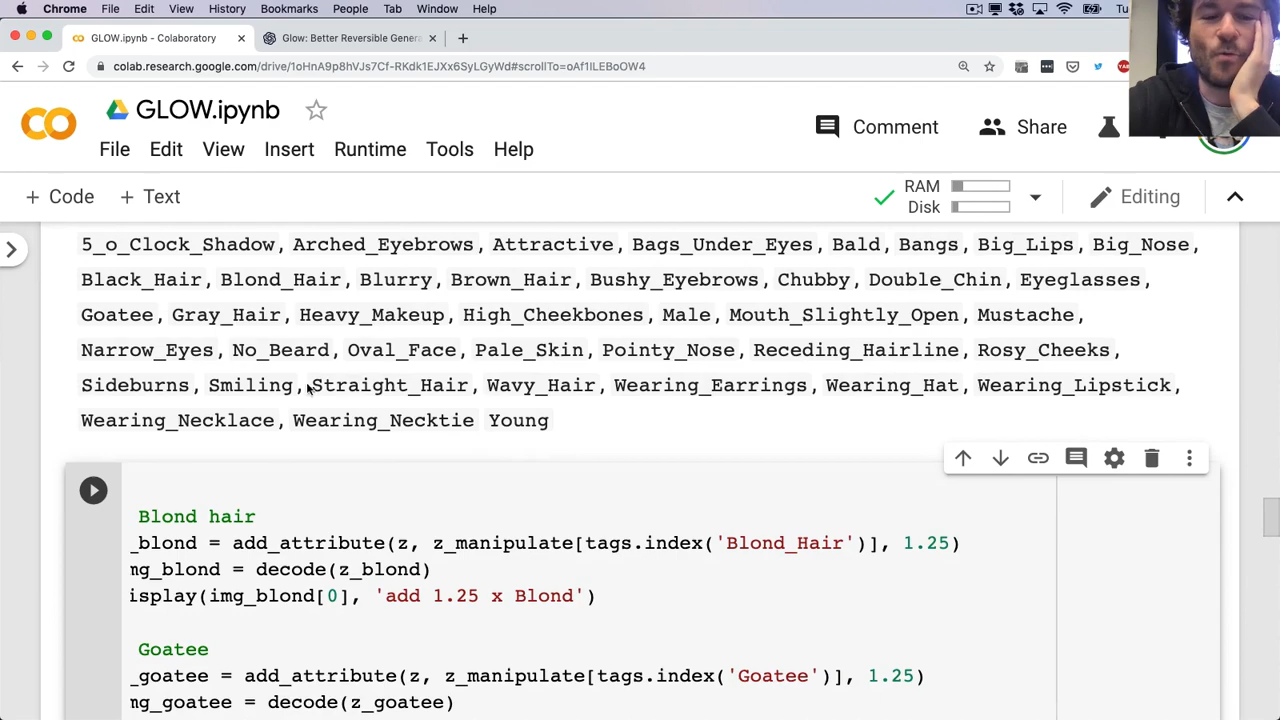 Chrome File Edit View History Bookmarks People Tab Window Help Tu
GLOW.ipynb - Colaboratory Glow: Better Reversible Genera
colab.research.google.com/drive/1oHnA9p8hVJs7Cf-RKdk1EJXx6SyLGyWd#scrollTo=oAf1lLEBoOW4
GLOW.ipynb
Comment Share
File Edit View Insert Runtime Tools Help
+ Code + Text
RAM
Disk
Editing
5_o_Clock_Shadow, Arched_Eyebrows, Attractive, Bags_Under_Eyes, Bald, Bangs, Big_Lips, Big_Nose,
Black_Hair, Blond_Hair, Blurry, Brown_Hair, Bushy_Eyebrows, Chubby, Double_Chin, Eyeglasses,
Goatee, Gray_Hair, Heavy_Makeup, High_Cheekbones, Male, Mouth_Slightly_Open, Mustache,
Narrow_Eyes, No_Beard, Oval_Face, Pale_Skin, Pointy_Nose, Receding_Hairline, Rosy_Cheeks,
Sideburns, Smiling, Straight_Hair, Wavy_Hair, Wearing_Earrings, Wearing_Hat, Wearing_Lipstick,
Wearing_Necklace, Wearing_Necktie Young
Blond hair
_blond = add_attribute(z, z_manipulate[tags.index('Blond_Hair')], 1.25)
mg_blond = decode(z_blond)
isplay(img_blond[0], 'add 1.25 x Blond')
Goatee
_goatee = add_attribute(z, z_manipulate[tags.index('Goatee')], 1.25)
mg_goatee = decode(z_goatee)